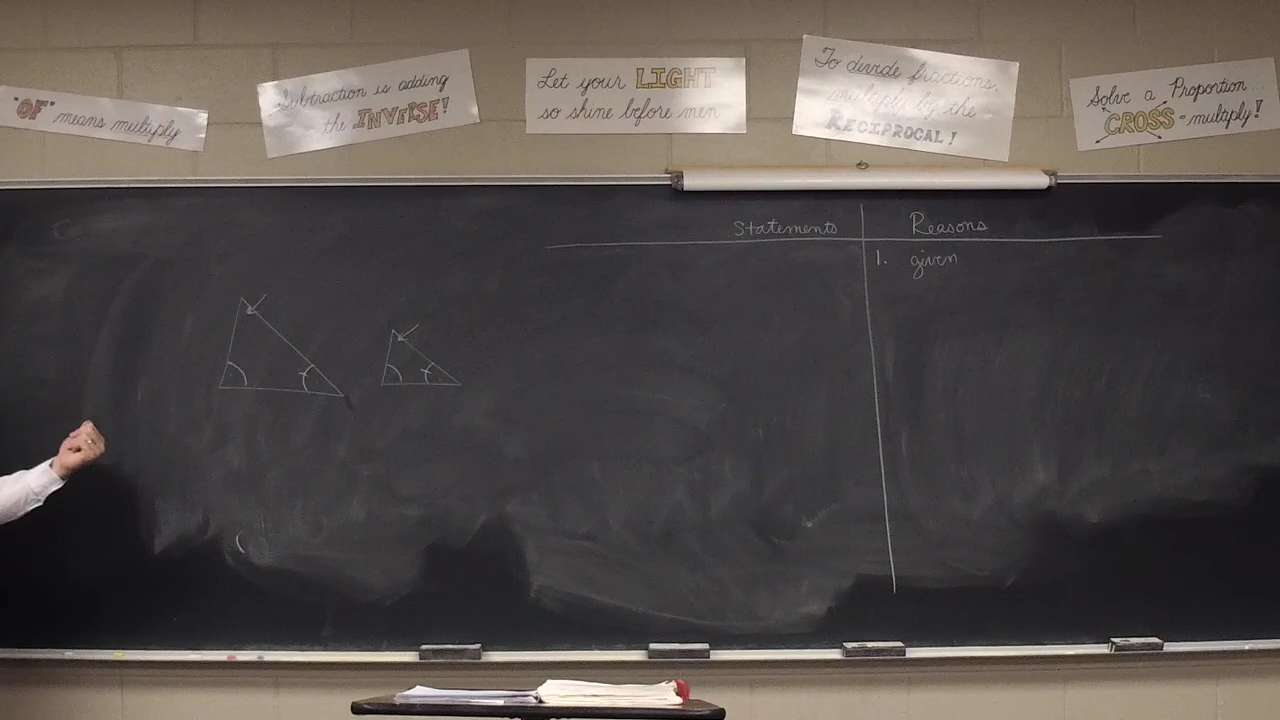 "OF" means multiply
Subtraction is adding
the INVERSE!
Let your LIGHT
so shine before men
To divide fractions,
multiply by the
RECIPROCAL!
Solve a Proportion...
CROSS-multiply!
Statements Reasons
1. given